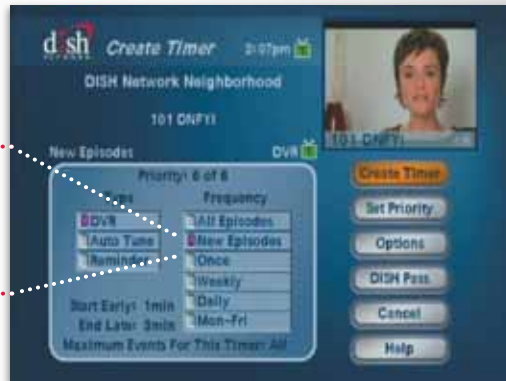 dish Create Timer 2:07pm
NETWORK
DISH Network Neighborhood
101 DNFYI
101 DNFYI
New Episodes DVR
Priority: 6 of 6
Type Frequency
DVR All Episodes
Auto Tune New Episodes
Reminder Once
Weekly
Start Early: 1min Daily
End Late: 3min Mon-Fri
Maximum Events For This Timer: All
Create Timer
Set Priority
Options
DISH Pass
Cancel
Help